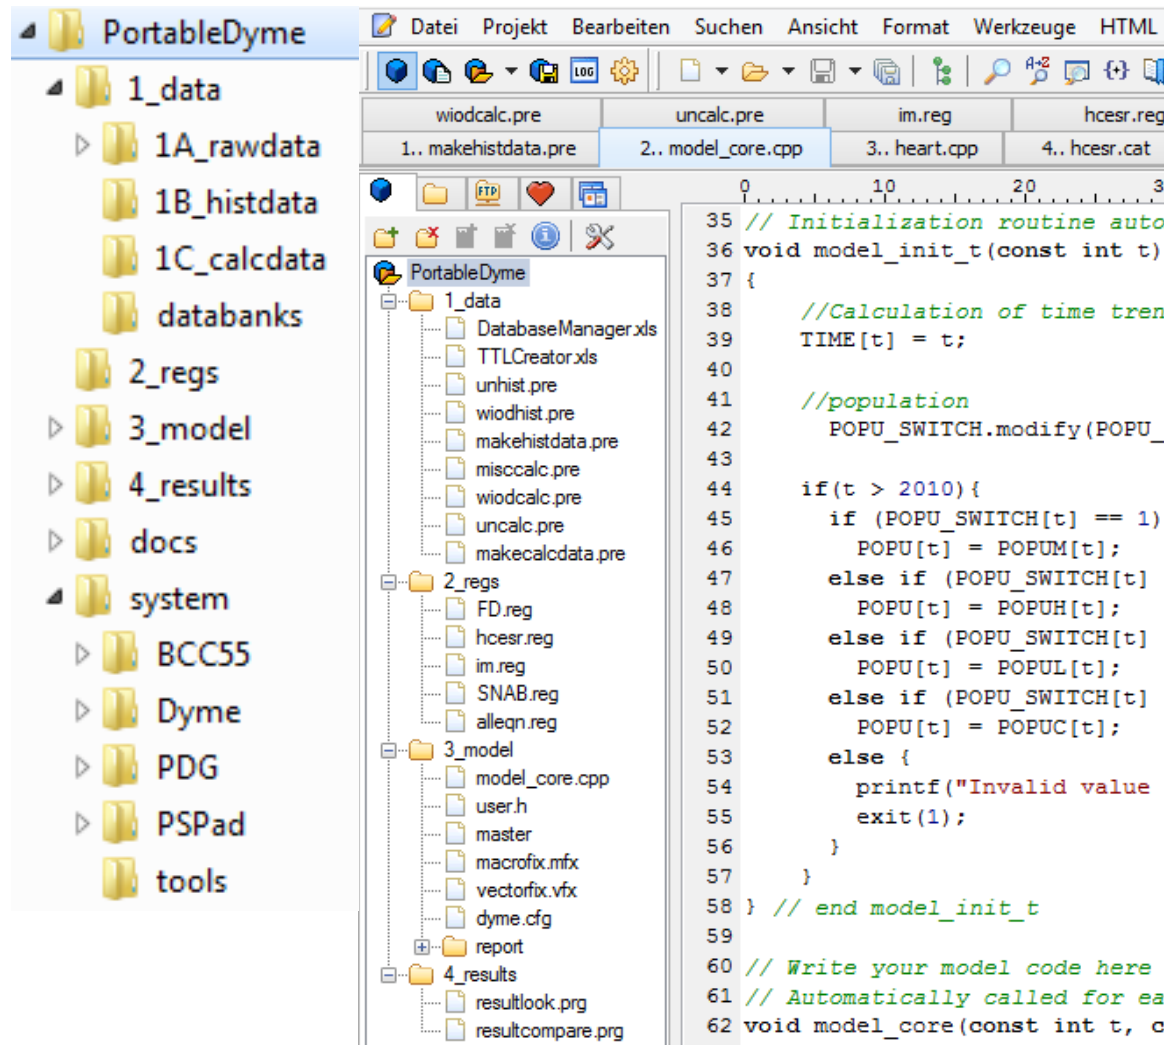 PortableDyme
1_data
1A_rawdata
1B_histdata
1C_calcdata
databanks
2_regs
3_model
4_results
docs
system
BCC55
Dyme
PDG
PSPad
tools
Datei Projekt Bearbeiten Suchen Ansicht Format Werkzeuge HTML
LOG
A+Z
wiodcalc.pre uncalc.pre im.reg hcesr.reg
1.. makehistdata.pre 2.. model_core.cpp 3.. heart.cpp 4.. hcesr.cat
FTP
PortableDyme
1_data
DatabaseManager.xls
TTLCreator.xls
unhist.pre
wiodhist.pre
makehistdata.pre
misccalc.pre
wiodcalc.pre
uncalc.pre
makecalcdata.pre
2_regs
FD.reg
hcesr.reg
im.reg
SNAB.reg
alleqn.reg
3_model
model_core.cpp
user.h
master
macrofix.mfx
vectorfix.vfx
dyme.cfg
report
4_results
resultlook.prg
resultcompare.prg
0 10 20 3
35 // Initialization routine auto
36 void model_init_t(const int t)
37 {
38 //Calculation of time tren
39 TIME[t] = t;
40
41 //population
42 POPU_SWITCH.modify(POPU_
43
44 if(t > 2010){
45 if (POPU_SWITCH[t] == 1)
46 POPU[t] = POPUM[t];
47 else if (POPU_SWITCH[t]
48 POPU[t] = POPUH[t];
49 else if (POPU_SWITCH[t]
50 POPU[t] = POPUL[t];
51 else if (POPU_SWITCH[t]
52 POPU[t] = POPUC[t];
53 else {
54 printf("Invalid value
55 exit(1);
56 }
57 }
58 } // end model_init_t
59
60 // Write your model code here
61 // Automatically called for ea
62 void model_core(const int t, c